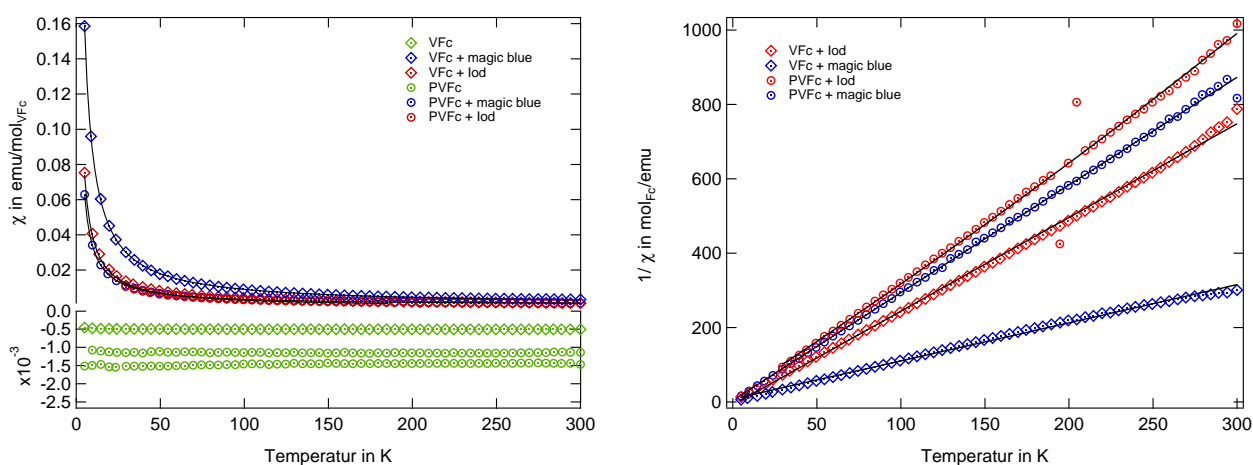 0.16
0.14
0.12
0.10
0.08
0.06
0.04
0.02
0.0
-0.5
-1.0
-1.5
-2.0
-2.5
χ in emu/mol_VFc
x10^-3
VFc
VFc + magic blue
VFc + Iod
PVFc
PVFc + magic blue
PVFc + Iod
0 50 100 150 200 250 300
Temperatur in K
1000
800
600
400
200
0
1/ χ in mol_Fc/emu
VFc + Iod
VFc + magic blue
PVFc + Iod
PVFc + magic blue
0 50 100 150 200 250 300
Temperatur in K